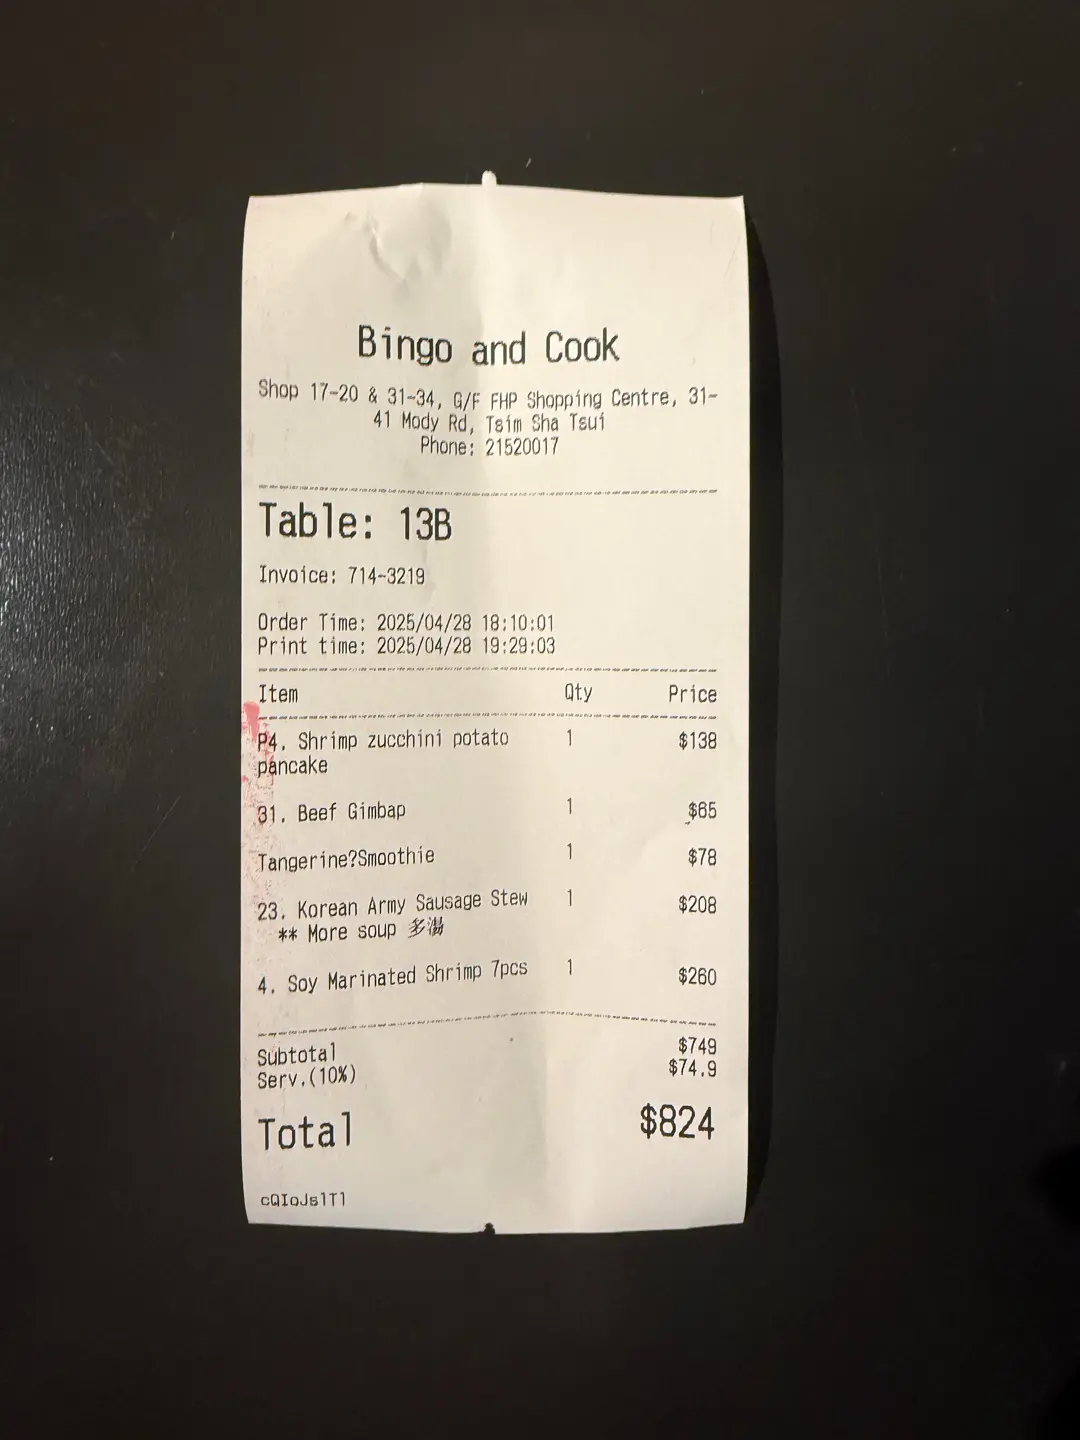 Bingo and Cook
Shop 17-20 & 31-34, G/F FHP Shopping Centre, 31-
41 Mody Rd, Tsim Sha Tsui
Phone: 21520017
Table: 13B
Invoice: 714-3219
Order Time: 2025/04/28 18:10:01
Print time: 2025/04/28 19:29:03
Item Qty Price
P4. Shrimp zucchini potato 1 $138
pancake
31. Beef Gimbap 1 $65
Tangerine?Smoothie 1 $78
23. Korean Army Sausage Stew 1 $208
** More soup 多湯
4. Soy Marinated Shrimp 7pcs 1 $260
Subtotal $749
Serv.(10%) $74.9
Total $824
cQIoJs1T1